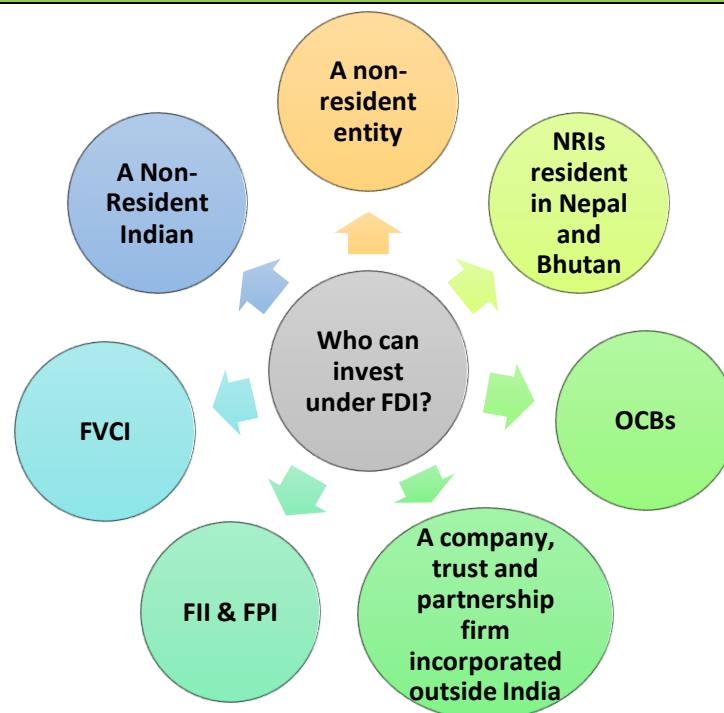 A non-
resident
entity
NRIs
resident
in Nepal
and
Bhutan
OCBs
A company,
trust and
partnership
firm
incorporated
outside India
FII & FPI
FVCI
A Non-
Resident
Indian
Who can
invest
under FDI?